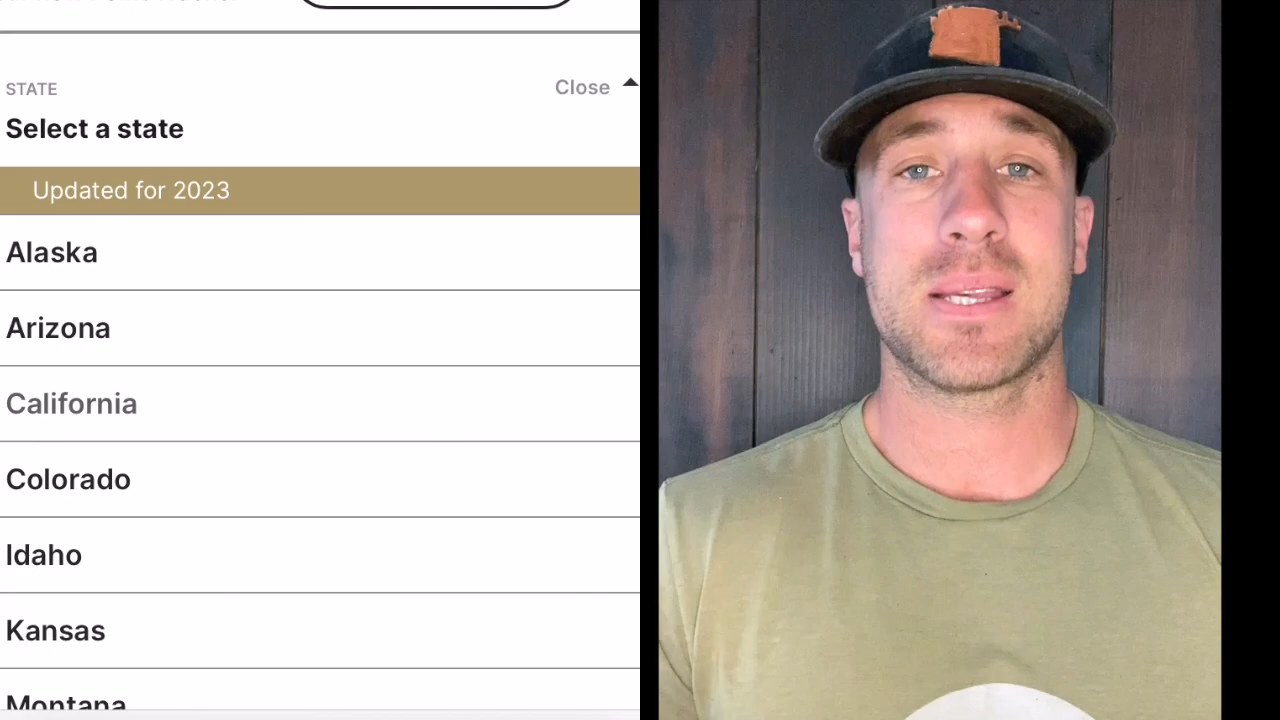 STATE
Close
Select a state
Updated for 2023
Alaska
Arizona
California
Colorado
Idaho
Kansas
Montana